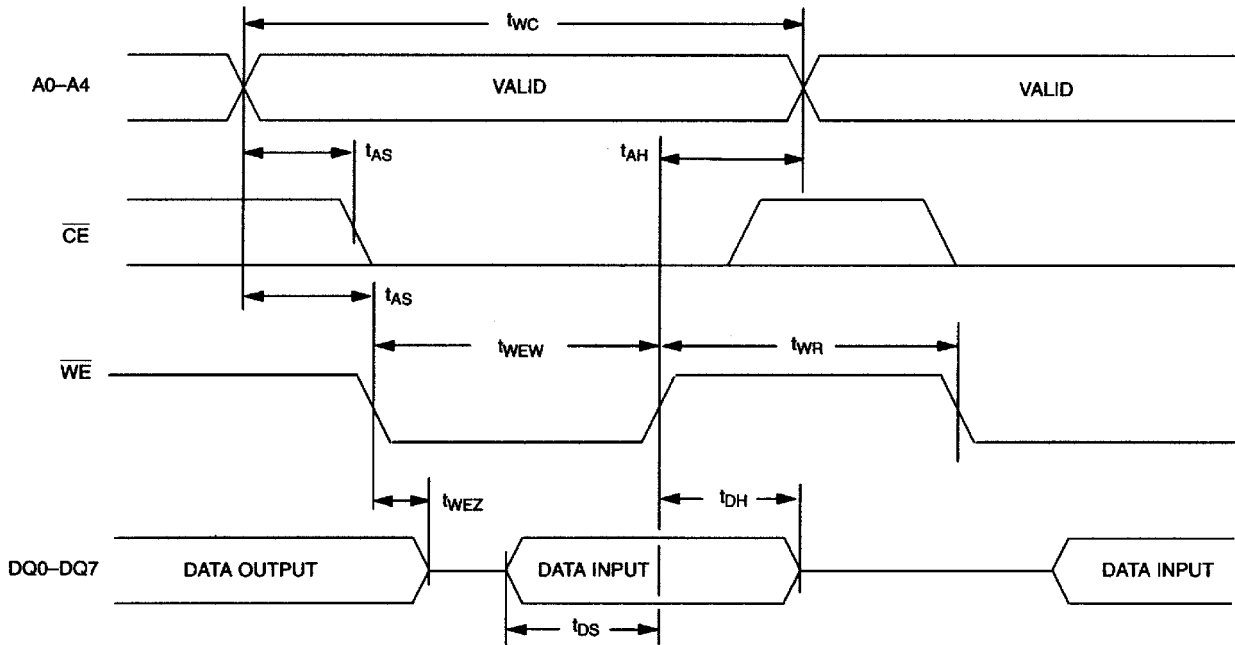 tWC
A0–A4 VALID VALID
tAS tAH
CE
tAS
tWEW tWR
WE
tWEZ tDH
DQ0–DQ7 DATA OUTPUT DATA INPUT DATA INPUT
tDS